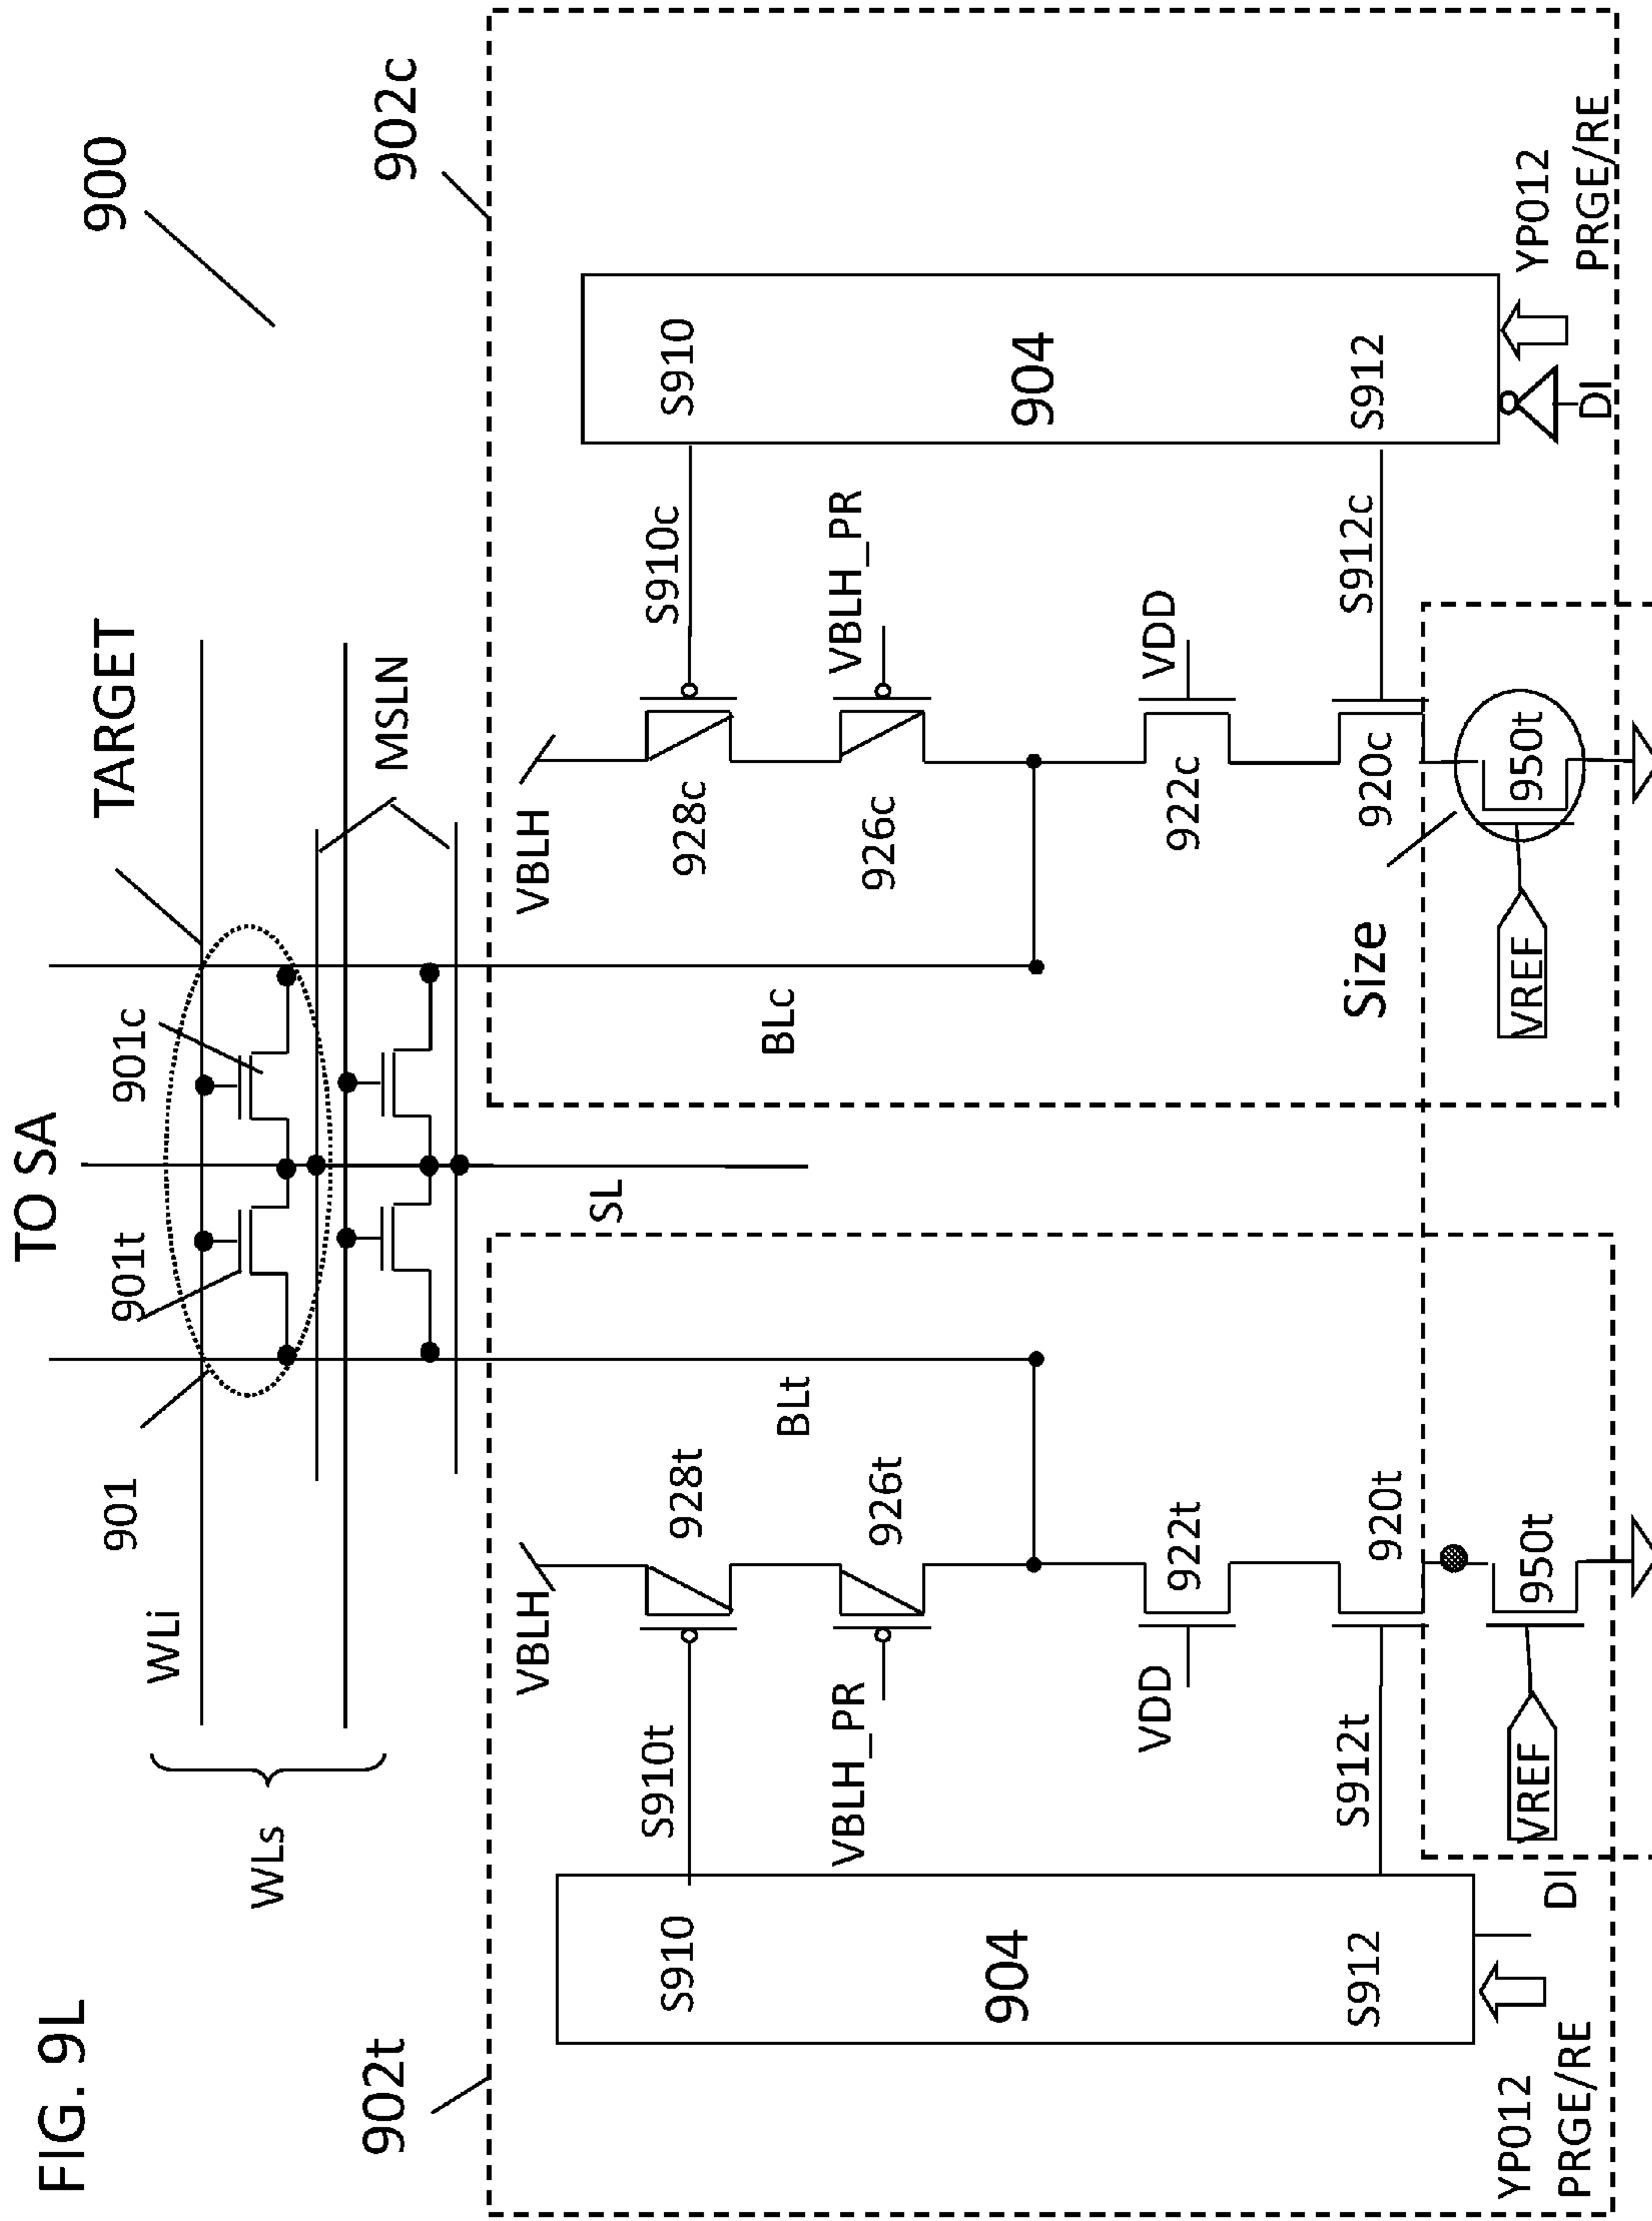 FIG. 9L
TO SA
900
901
901t
901c
TARGET
WLi
WLs
MSLN
SL
902t
902c
VBLH
928t
S910t
S910
926t
VBLH_PR
BLt
904
922t
VDD
920t
S912t
S912
950t
VREF
DI
YP012
PRGE/RE
VBLH
928c
S910c
S910
926c
VBLH_PR
BLc
904
922c
VDD
920c
S912c
S912
Size
950t
VREF
DI
YP012
PRGE/RE